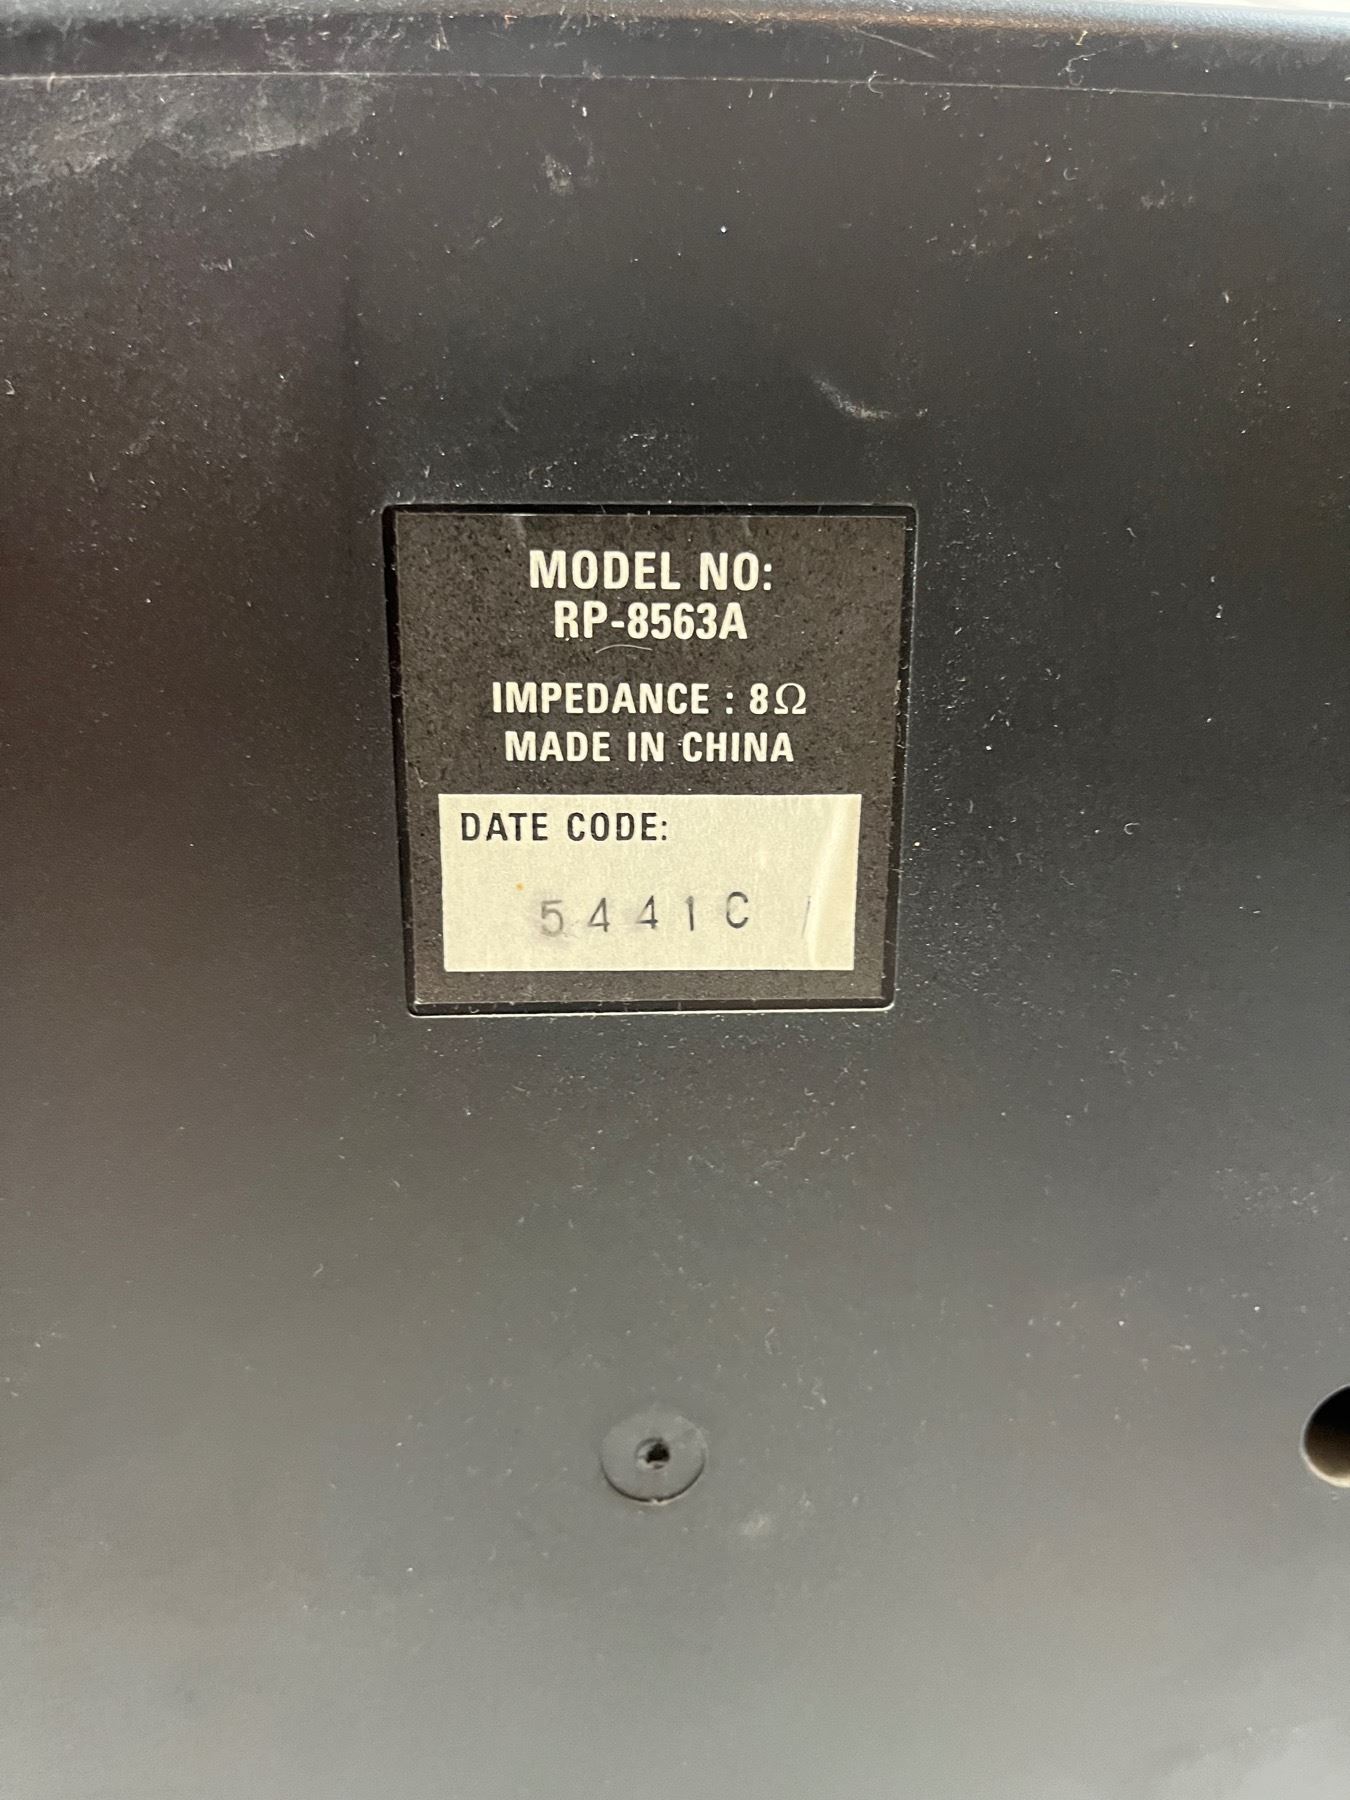 MODEL NO:
RP-8563A
IMPEDANCE : 8Ω
MADE IN CHINA
DATE CODE:
5441C